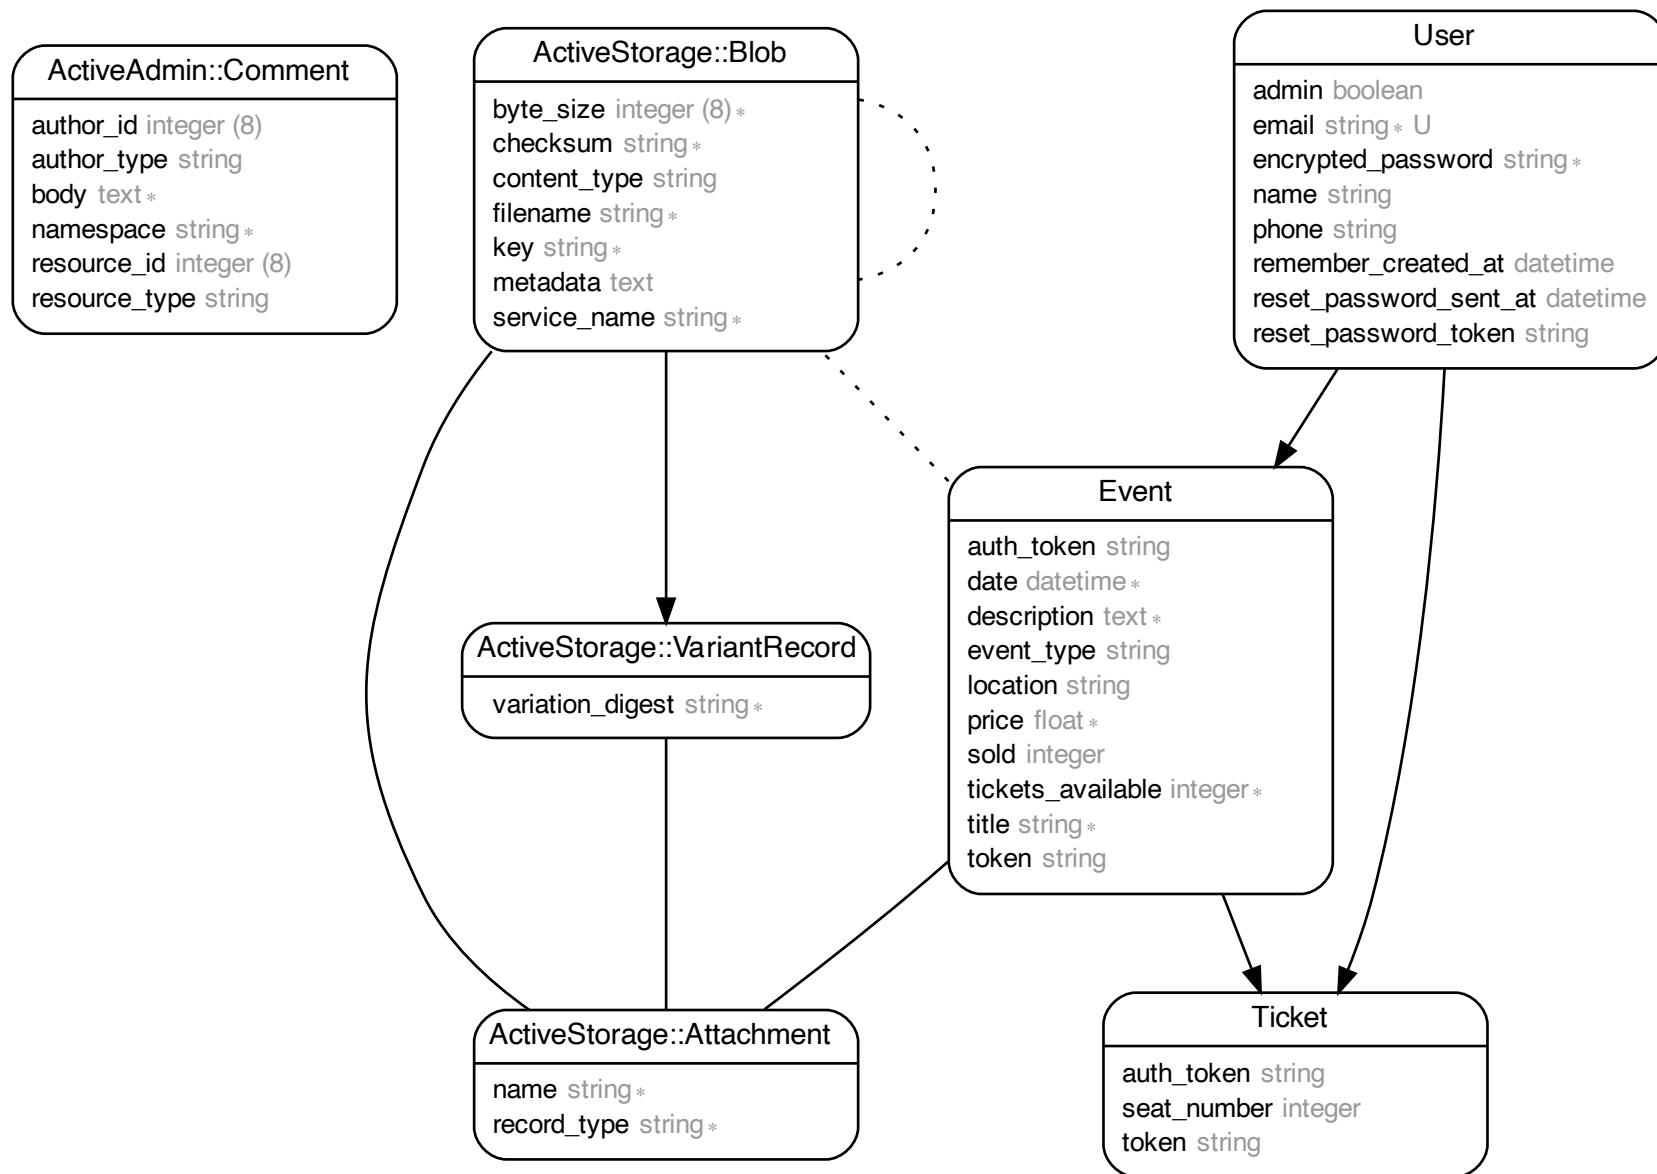 ActiveAdmin::Comment
author_id integer (8)
author_type string
body text *
namespace string *
resource_id integer (8)
resource_type string
ActiveStorage::Blob
byte_size integer (8) *
checksum string *
content_type string
filename string *
key string *
metadata text
service_name string *
User
admin boolean
email string * U
encrypted_password string *
name string
phone string
remember_created_at datetime
reset_password_sent_at datetime
reset_password_token string
Event
auth_token string
date datetime *
description text *
event_type string
location string
price float *
sold integer
tickets_available integer *
title string *
token string
ActiveStorage::VariantRecord
variation_digest string *
ActiveStorage::Attachment
name string *
record_type string *
Ticket
auth_token string
seat_number integer
token string